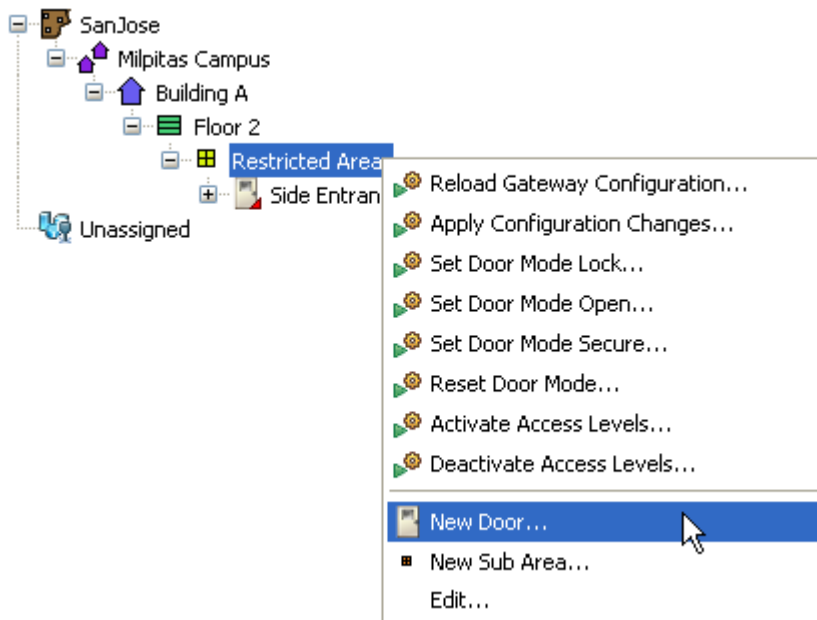 SanJose
Milpitas Campus
Building A
Floor 2
Restricted Area
Side Entran
Unassigned
Reload Gateway Configuration...
Apply Configuration Changes...
Set Door Mode Lock...
Set Door Mode Open...
Set Door Mode Secure...
Reset Door Mode...
Activate Access Levels...
Deactivate Access Levels...
New Door...
New Sub Area...
Edit...